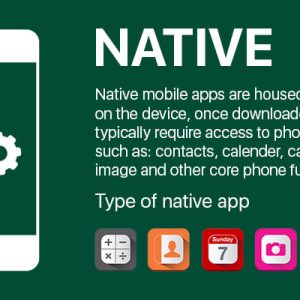 NATIVE
Native mobile apps are housed
on the device, once download
typically require access to pho
such as: contacts, calender, ca
image and other core phone fu
Type of native app
Sunday
7